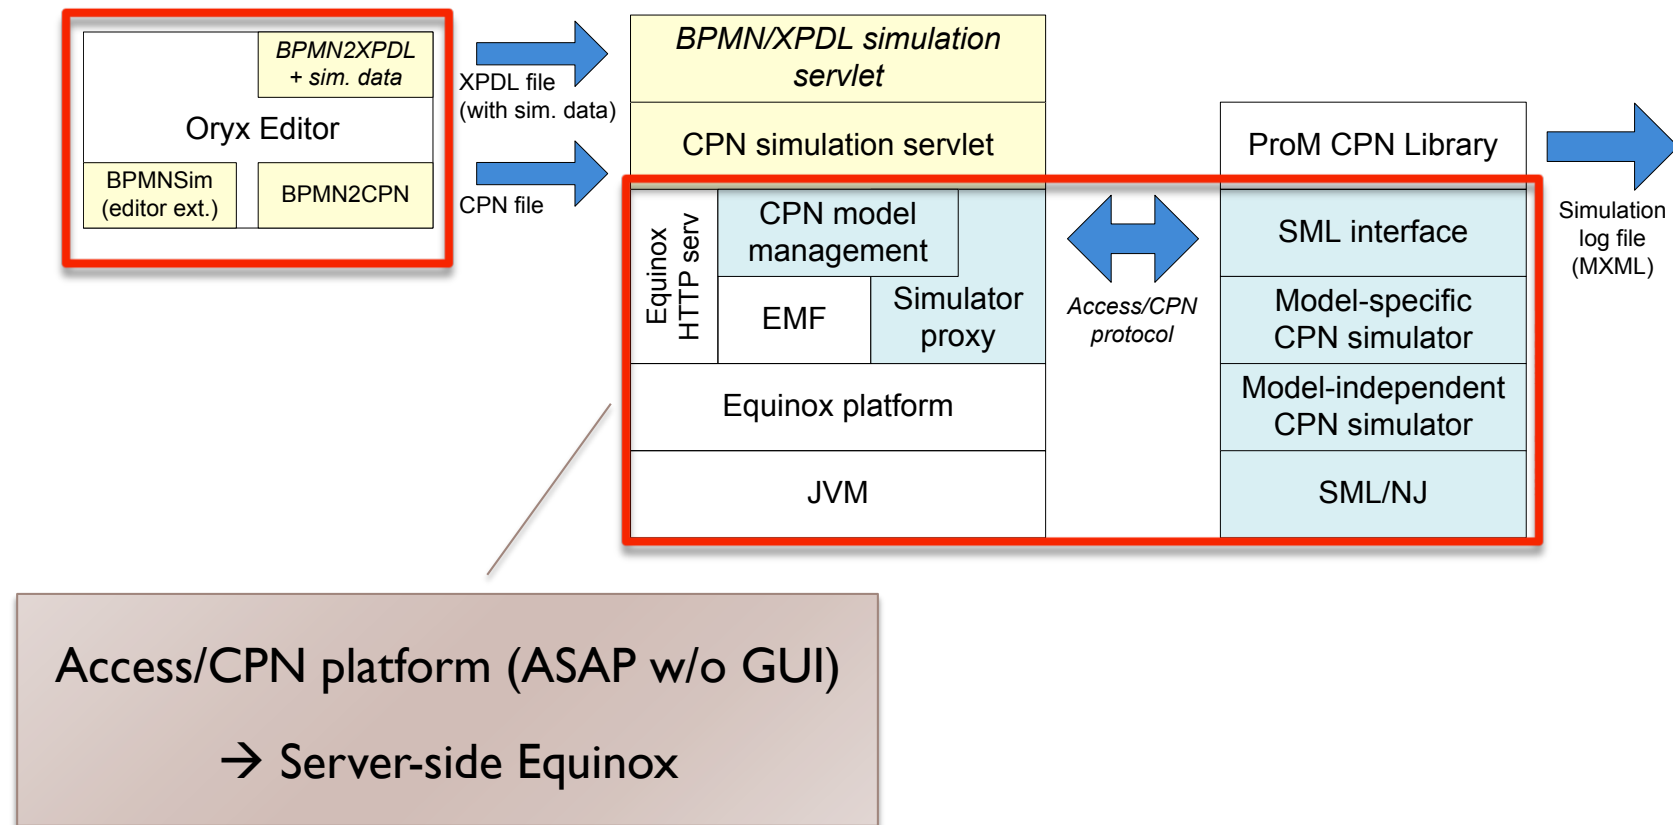 BPMN2XPDL
+ sim. data
Oryx Editor
BPMNSim
(editor ext.)
BPMN2CPN
XPDL file
(with sim. data)
CPN file
BPMN/XPDL simulation
servlet
CPN simulation servlet
Equinox
HTTP serv
CPN model
management
EMF
Simulator
proxy
Equinox platform
JVM
Access/CPN
protocol
ProM CPN Library
SML interface
Model-specific
CPN simulator
Model-independent
CPN simulator
SML/NJ
Simulation
log file
(MXML)
Access/CPN platform (ASAP w/o GUI)
→ Server-side Equinox